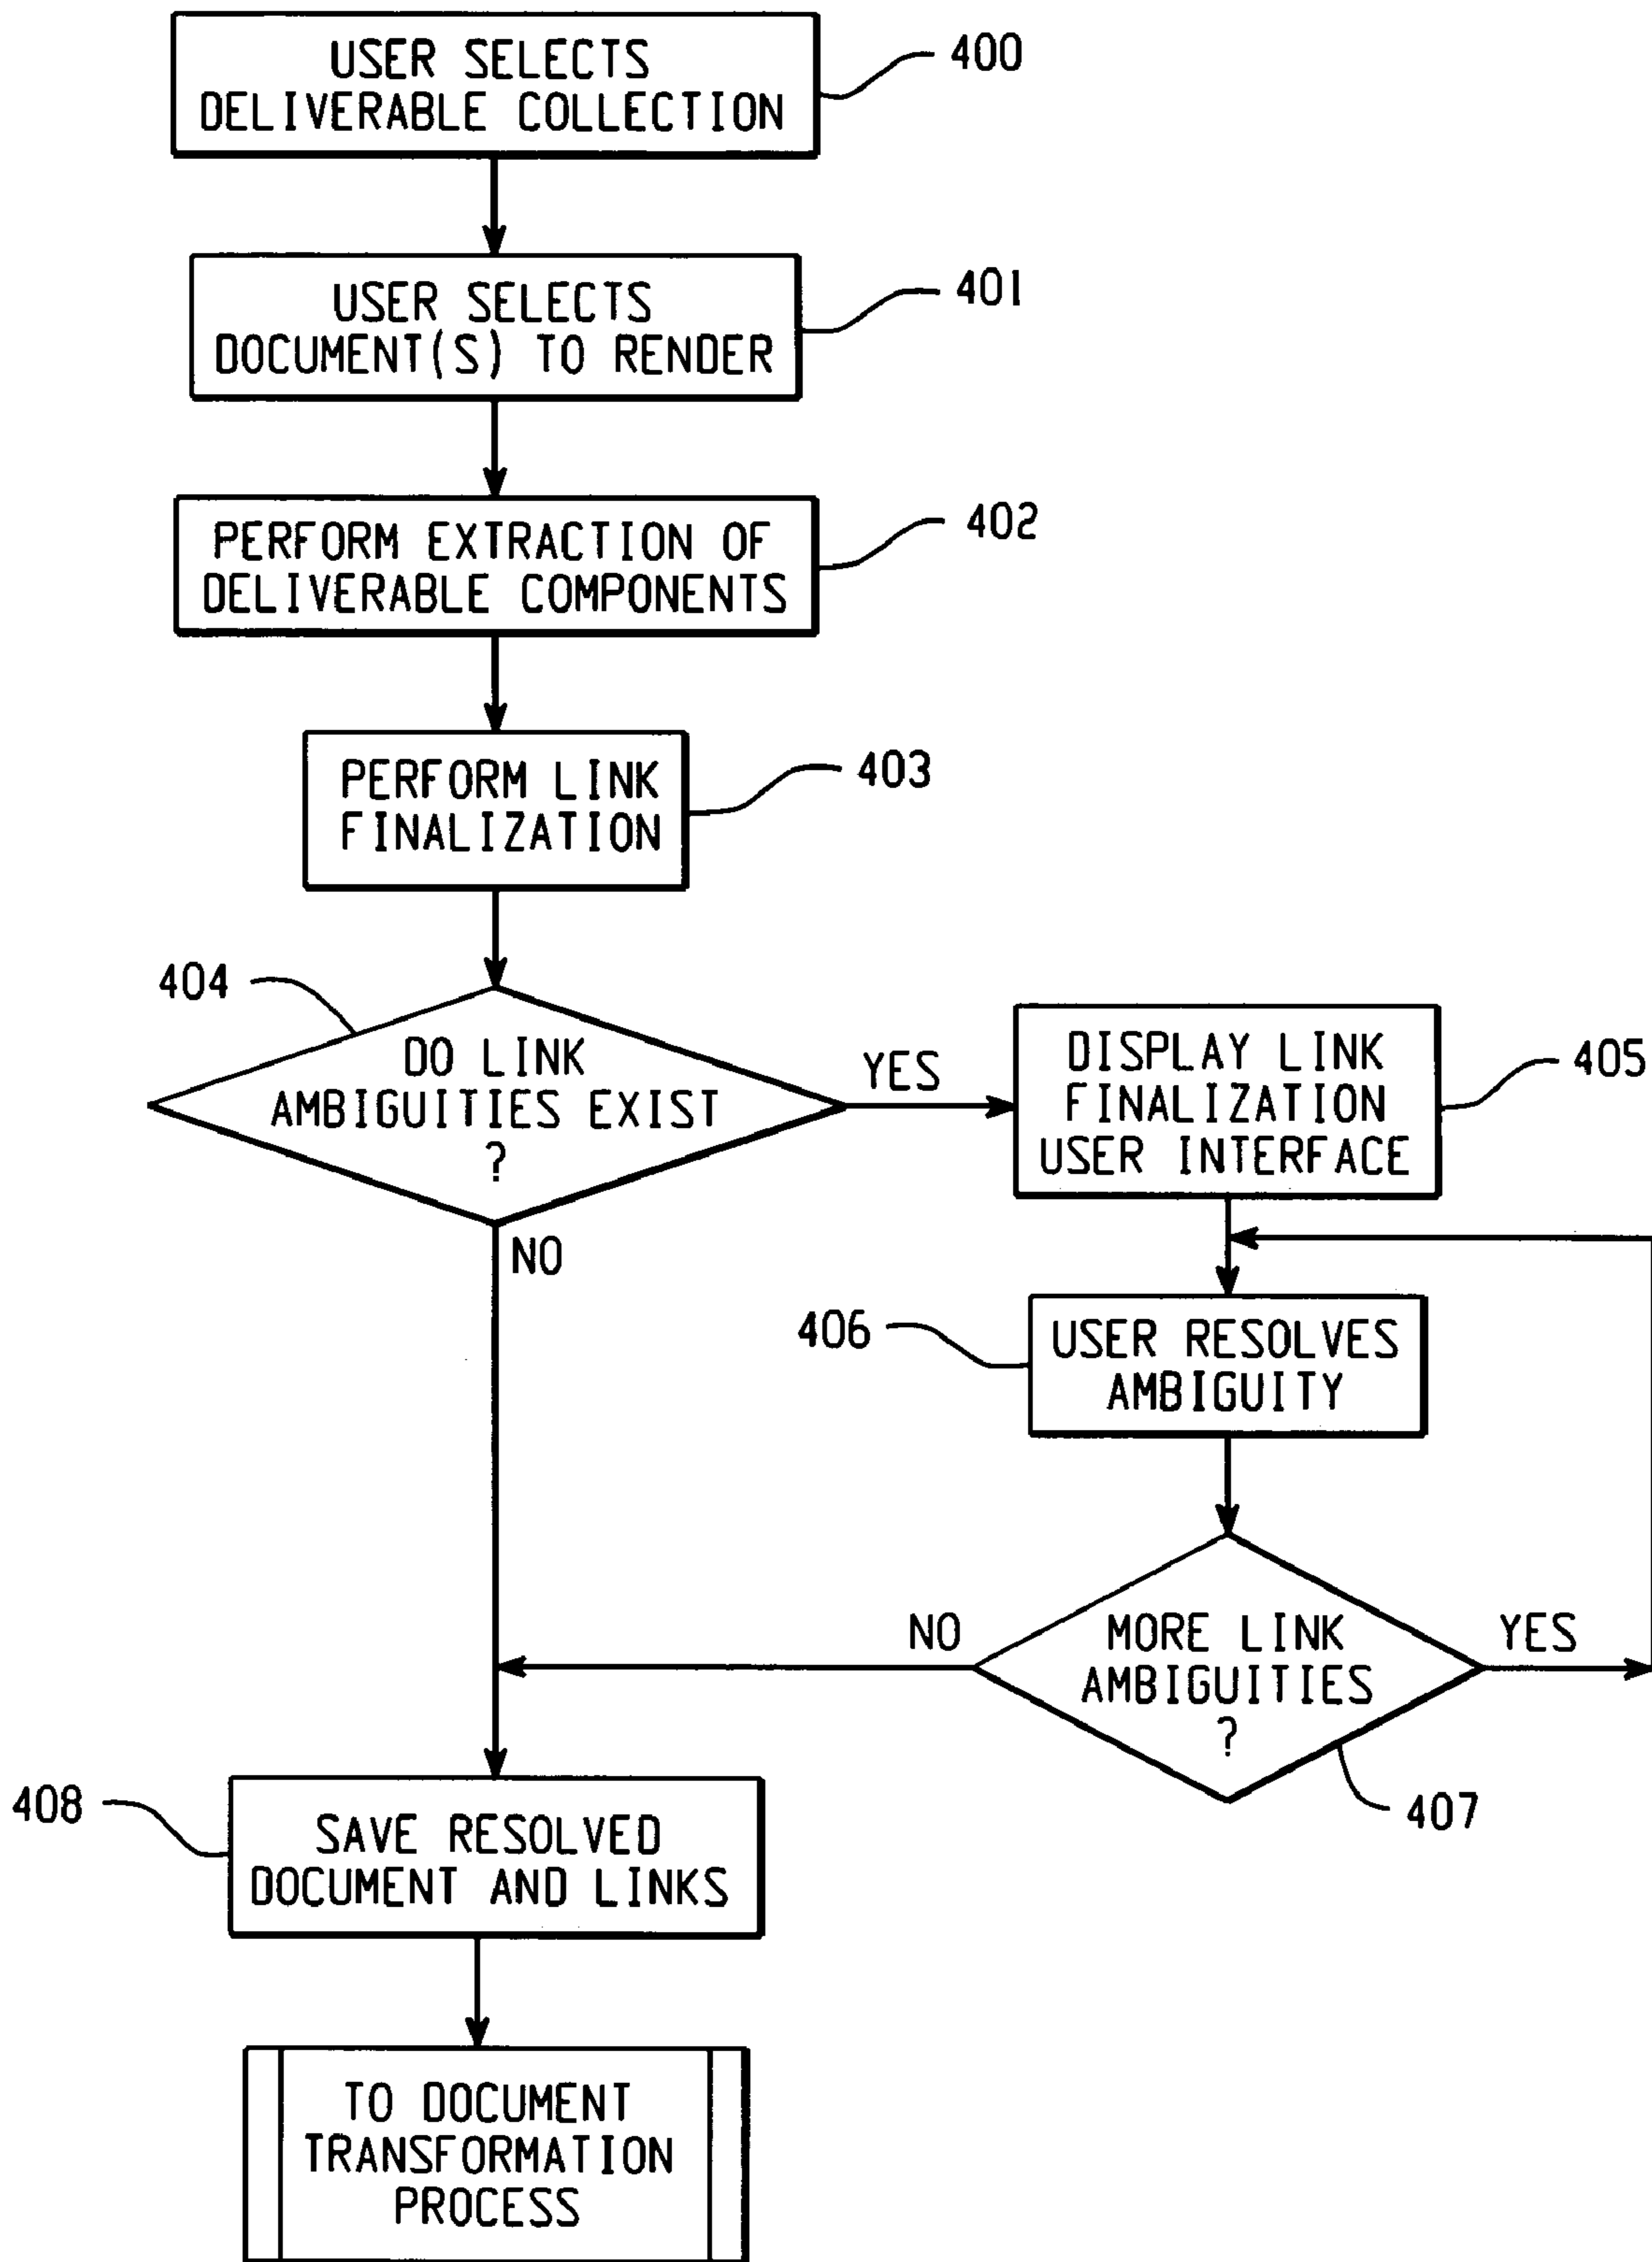 USER SELECTS
DELIVERABLE COLLECTION
400
USER SELECTS
DOCUMENT(S) TO RENDER
401
PERFORM EXTRACTION OF
DELIVERABLE COMPONENTS
402
PERFORM LINK
FINALIZATION
403
404
DO LINK
AMBIGUITIES EXIST
?
YES
NO
DISPLAY LINK
FINALIZATION
USER INTERFACE
405
406
USER RESOLVES
AMBIGUITY
NO
MORE LINK
AMBIGUITIES
?
YES
407
408
SAVE RESOLVED
DOCUMENT AND LINKS
TO DOCUMENT
TRANSFORMATION
PROCESS